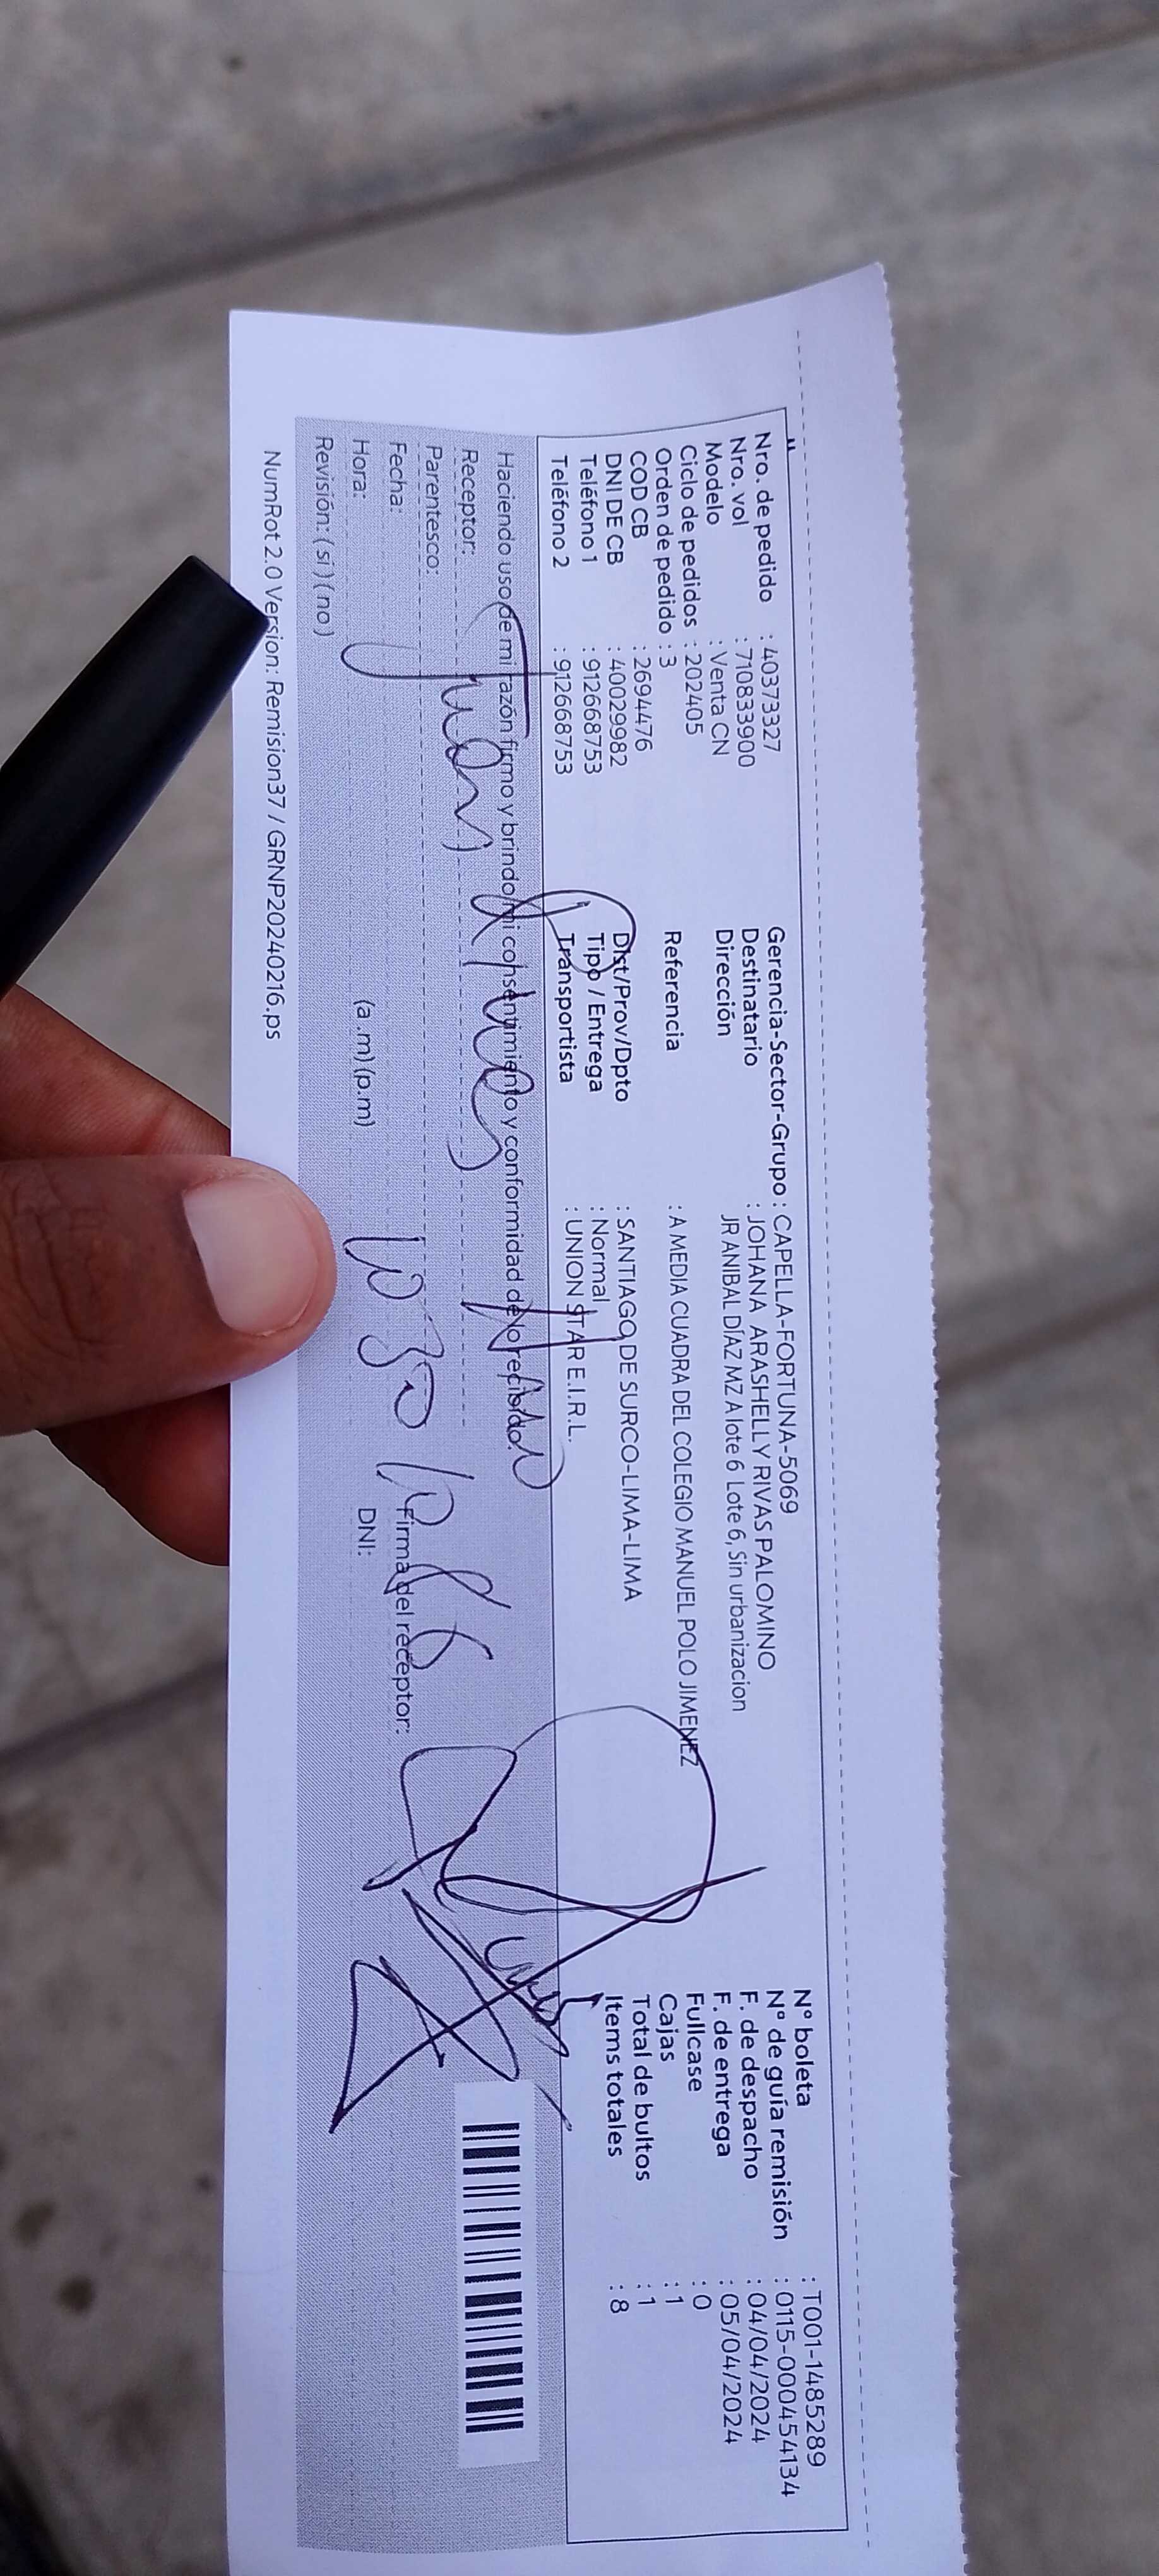 Nro. de pedido : 40373327
Nro. vol : 710833900
Modelo : Venta CN
Ciclo de pedidos : 202405
Orden de pedido : 3
COD CB : 2694476
DNI DE CB : 40029982
Teléfono 1 : 912668753
Teléfono 2 : 912668753
Gerencia-Sector-Grupo : CAPELLA-FORTUNA-5069
Destinatario : JOHANA ARASHELLY RIVAS PALOMINO
Dirección JR ANIBAL DÍAZ MZ A lote 6 Lote 6, Sin urbanizacion
Referencia : A MEDIA CUADRA DEL COLEGIO MANUEL POLO JIMENEZ
Dist/Prov/Dpto : SANTIAGO DE SURCO-LIMA-LIMA
Tipo / Entrega : Normal
Transportista : UNION STAR E.I.R.L.
N° boleta : T001-1485289
N° de guía remisión : 0115-000454134
F. de despacho : 04/04/2024
F. de entrega : 05/04/2024
Fullcase : 0
Cajas : 1
Total de bultos : 1
Items totales : 8
Haciendo uso de mi razón firmo y brindo mi consentimiento y conformidad de lo recibido.
Receptor:
Parentesco:
Fecha:
Hora: (a .m) (p.m)
Revisión: ( si ) ( no )
Firma del receptor:
DNI:
NumRot 2.0 Version: Remision37 / GRNP20240216.ps